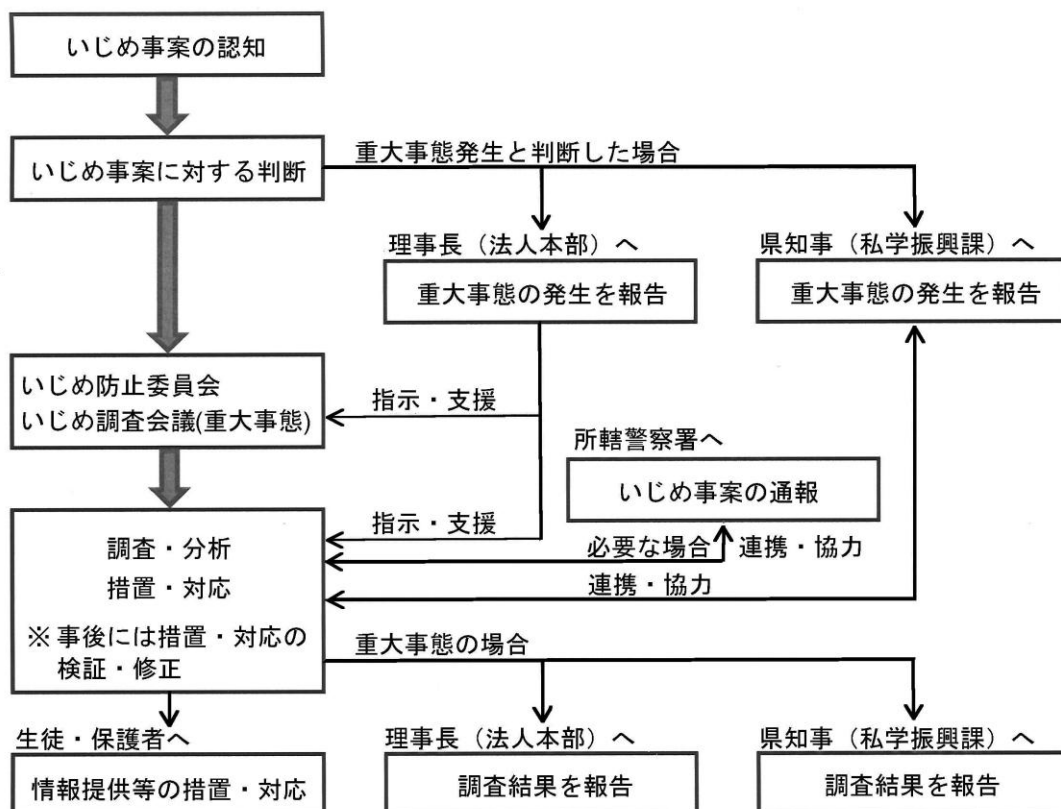 いじめ事案の認知
いじめ事案に対する判断
重大事態発生と判断した場合
理事長（法人本部）へ
重大事態の発生を報告
県知事（私学振興課）へ
重大事態の発生を報告
いじめ防止委員会
いじめ調査会議(重大事態)
指示・支援
所轄警察署へ
いじめ事案の通報
指示・支援
必要な場合
連携・協力
連携・協力
調査・分析
措置・対応
※事後には措置・対応の
検証・修正
重大事態の場合
生徒・保護者へ
情報提供等の措置・対応
理事長（法人本部）へ
調査結果を報告
県知事（私学振興課）へ
調査結果を報告